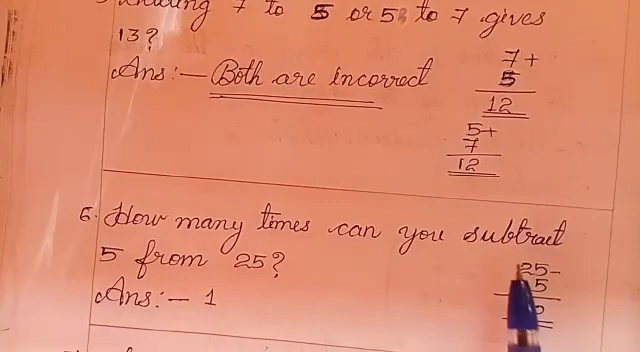 7 to 5 or 5 to 7 gives
13?
Ans:— Both are incorrect
7+
5
12
5+
7
12
6. How many times can you subtract
5 from 25?
25-
5
Ans:- 1